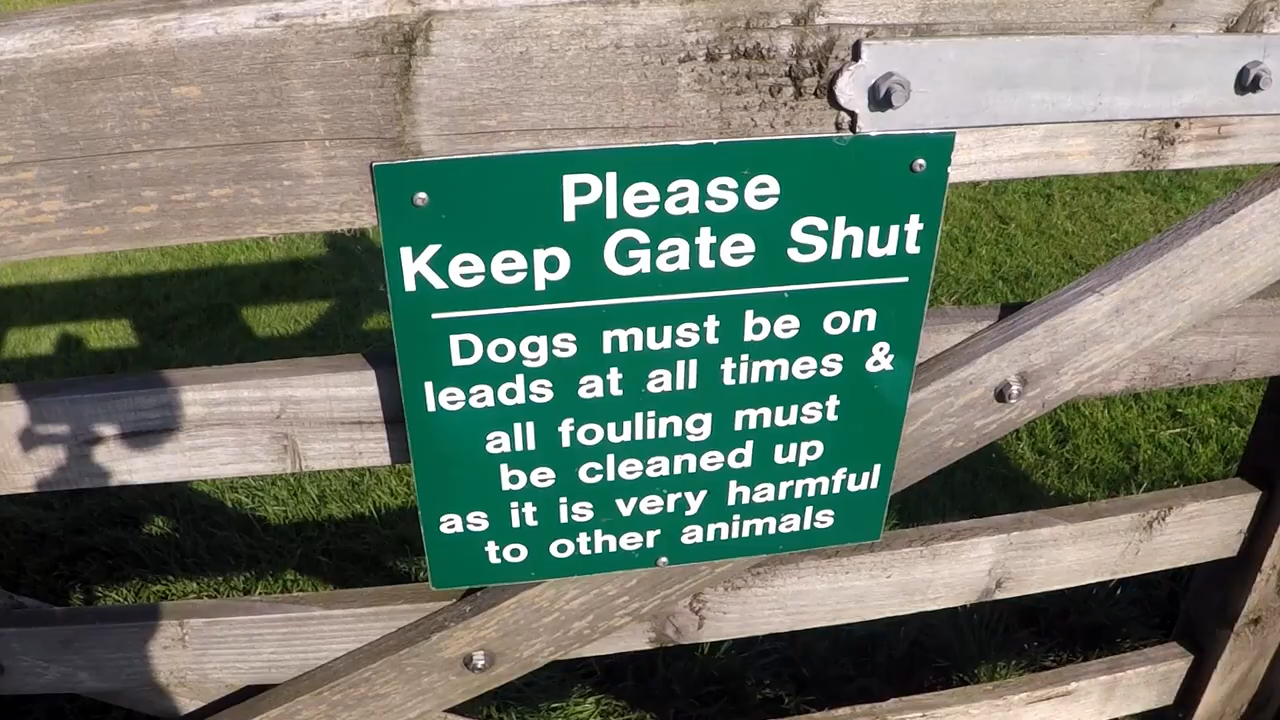 Please
Keep Gate Shut
Dogs must be on
leads at all times &
all fouling must
be cleaned up
as it is very harmful
to other animals